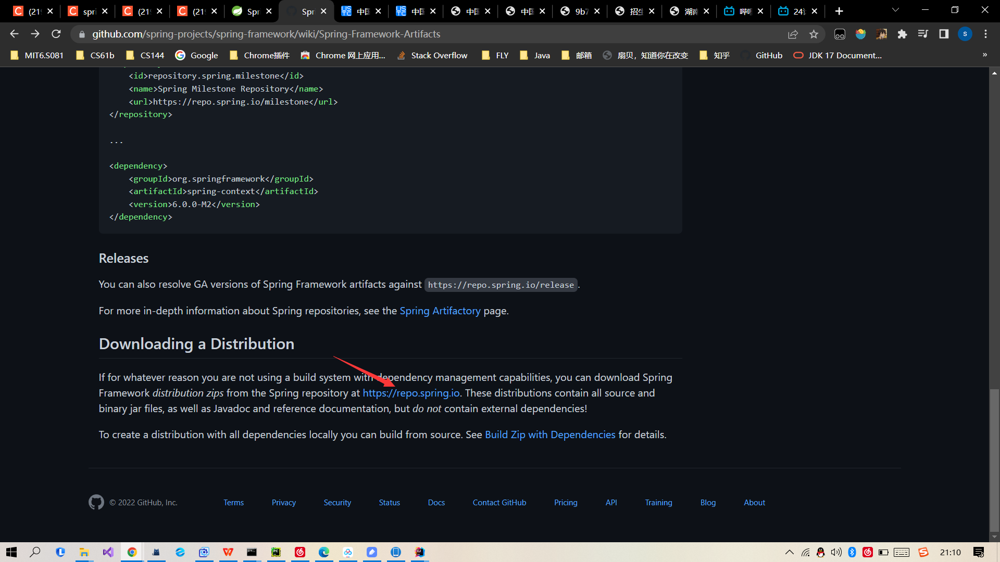 (219
spri
(219
(219
Spr
Spr
中国
中国
中国
中国
9b7
招生
湖南
哔哩
24
github.com/spring-projects/spring-framework/wiki/Spring-Framework-Artifacts
S
MIT6.S081
CS61b
CS144
Google
Chrome插件
Chrome 网上应用...
Stack Overflow
FLY
Java
邮箱
扇贝，知道你在改变
知乎
GitHub
JDK 17 Document...
»
<id>repository.spring.milestone</id>
<name>Spring Milestone Repository</name>
<url>https://repo.spring.io/milestone</url>
</repository>
...
<dependency>
<groupId>org.springframework</groupId>
<artifactId>spring-context</artifactId>
<version>6.0.0-M2</version>
</dependency>
Releases
You can also resolve GA versions of Spring Framework artifacts against https://repo.spring.io/release.
For more in-depth information about Spring repositories, see the Spring Artifactory page.
Downloading a Distribution
If for whatever reason you are not using a build system with dependency management capabilities, you can download Spring
Framework distribution zips from the Spring repository at https://repo.spring.io. These distributions contain all source and
binary jar files, as well as Javadoc and reference documentation, but do not contain external dependencies!
To create a distribution with all dependencies locally you can build from source. See Build Zip with Dependencies for details.
© 2022 GitHub, Inc.
Terms
Privacy
Security
Status
Docs
Contact GitHub
Pricing
API
Training
Blog
About
21:10